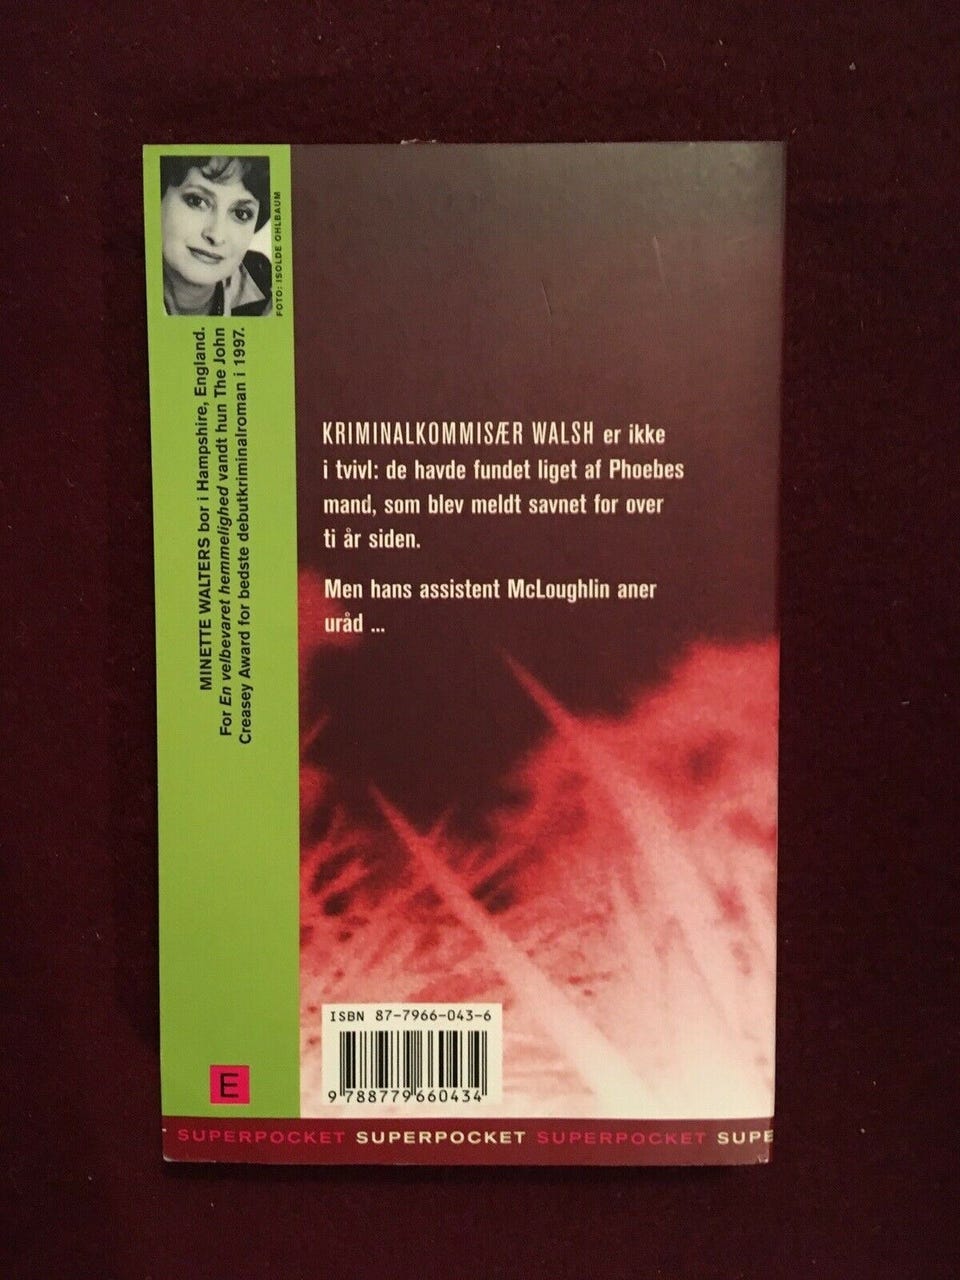 FOTO: ISOLDE OHLBAUM
MINETTE WALTERS bor i Hampshire, England.
For En velbevaret hemmelighed vandt hun The John
Creasey Award for bedste debutkriminalroman i 1997.
KRIMINALKOMMISÆR WALSH er ikke
i tvivl: de havde fundet liget af Phoebes
mand, som blev meldt savnet for over
ti år siden.
Men hans assistent McLoughlin aner
uråd ...
ISBN 87-7966-043-6
9 788779 660434
E
SUPERPOCKET SUPERPOCKET SUPERPOCKET SUPE